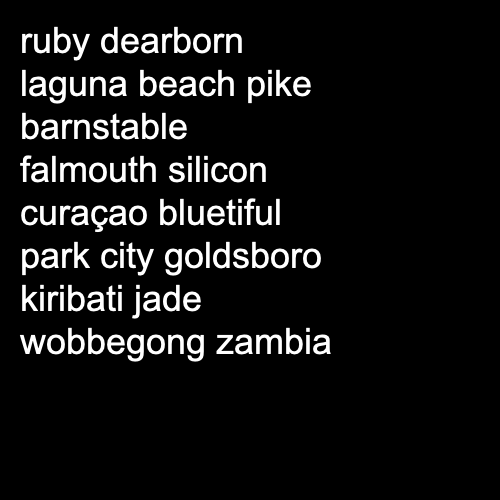 ruby dearborn
laguna beach pike
barnstable
falmouth silicon
curaçao bluetiful
park city goldsboro
kiribati jade
wobbegong zambia